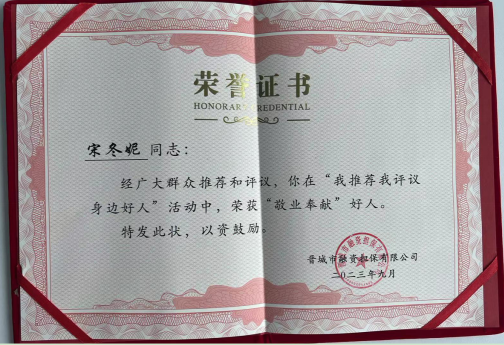 荣誉证书
HONORARY CREDENTIAL
宋冬妮 同志：
经广大群众推荐和评议，你在“我推荐我评议
身边好人”活动中，荣获“敬业奉献”好人。
特发此状，以资鼓励。
晋城市融资担保有限公司
二〇二三年九月